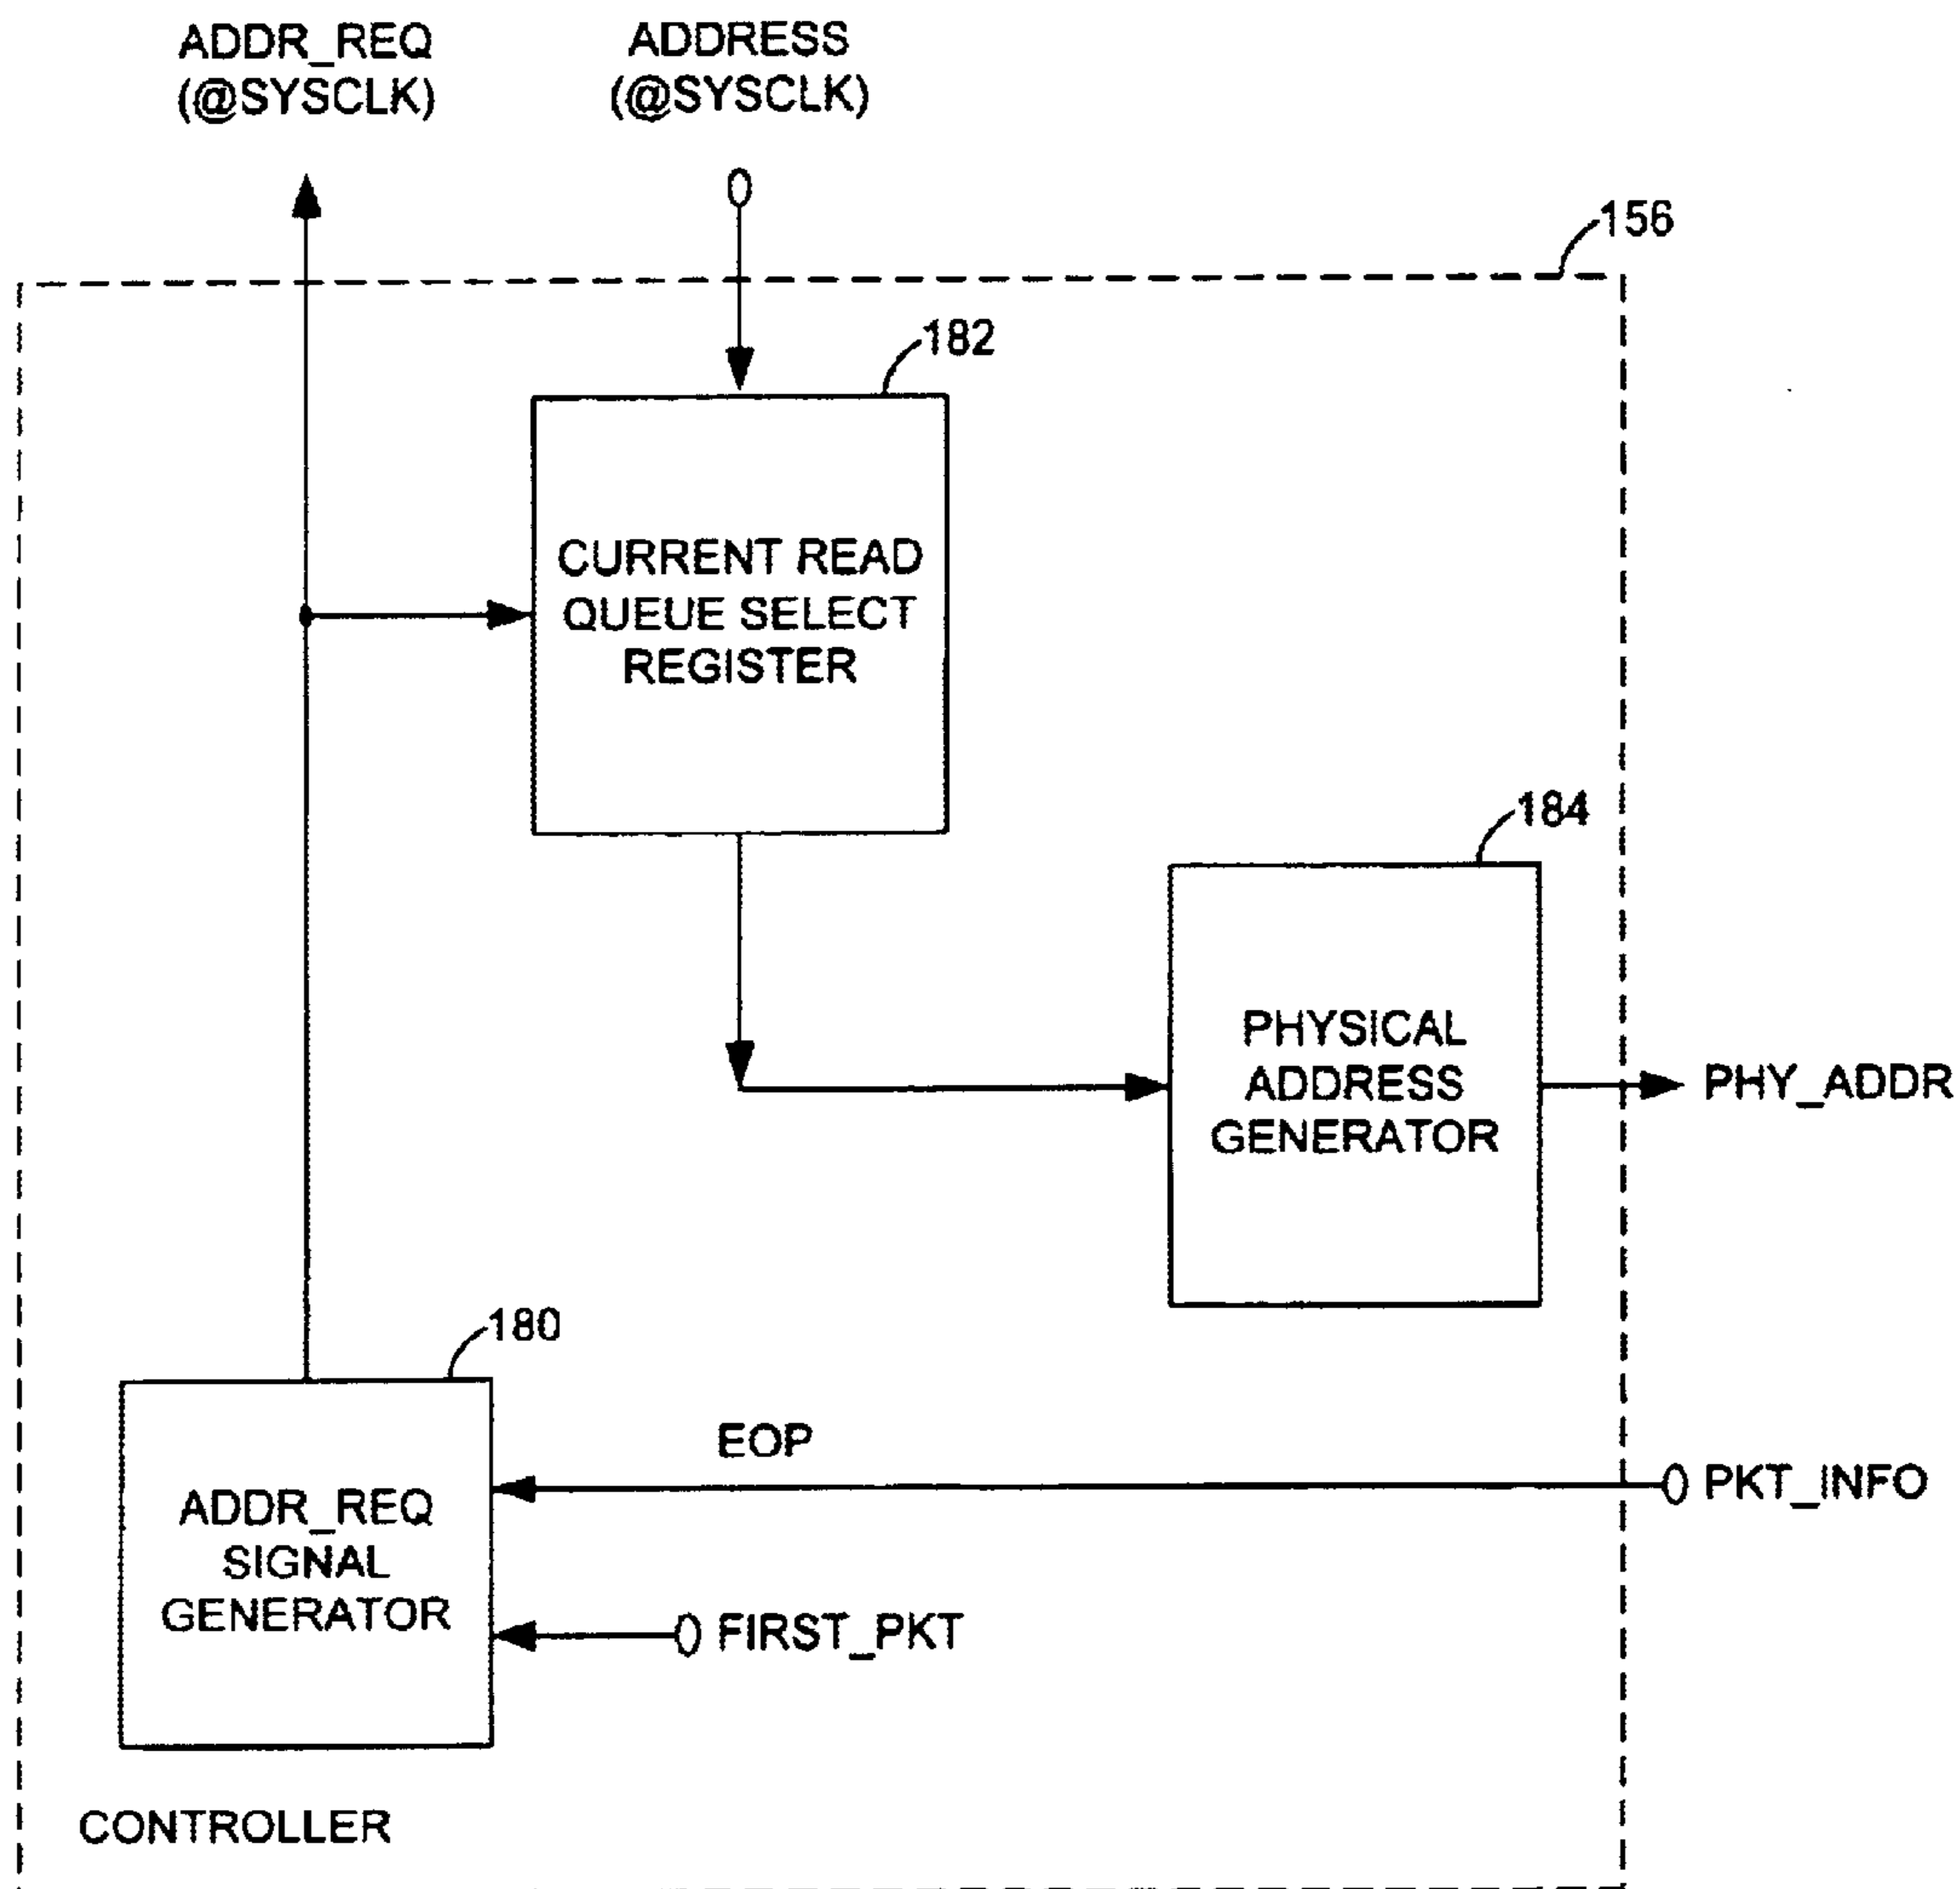 ADDR_REQ
(@SYSCLK)
ADDRESS
(@SYSCLK)
156
182
CURRENT READ
QUEUE SELECT
REGISTER
184
PHYSICAL
ADDRESS
GENERATOR
PHY_ADDR
180
EOP
PKT_INFO
ADDR_REQ
SIGNAL
GENERATOR
FIRST_PKT
CONTROLLER